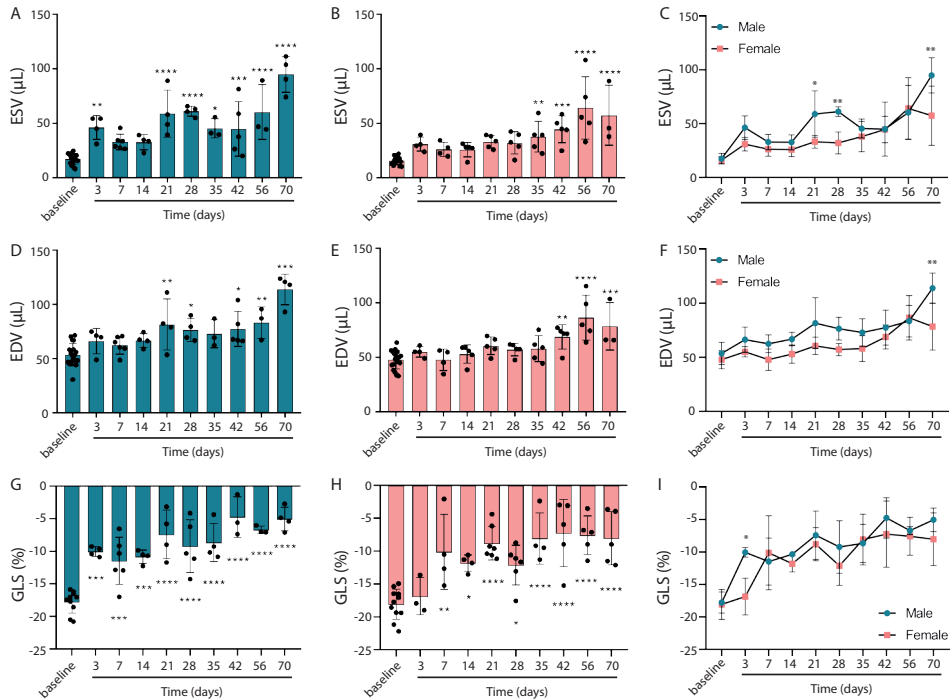 A
ESV (μL)
150
100
50
0
** **** **** * *** **** ****
baseline 3 7 14 21 28 35 42 56 70
Time (days)
B
ESV (μL)
150
100
50
0
** *** **** ****
baseline 3 7 14 21 28 35 42 56 70
Time (days)
C
ESV (μL)
150
100
50
0
Male
Female
* ** **
baseline 3 7 14 21 28 35 42 56 70
Time (days)
D
EDV (μL)
150
100
50
0
** * * ** ***
baseline 3 7 14 21 28 35 42 56 70
Time (days)
E
EDV (μL)
150
100
50
0
** **** ***
baseline 3 7 14 21 28 35 42 56 70
Time (days)
F
EDV (μL)
150
100
50
0
Male
Female
**
baseline 3 7 14 21 28 35 42 56 70
Time (days)
G
GLS (%)
0
-5
-10
-15
-20
-25
*** *** *** **** **** **** **** **** ****
baseline 3 7 14 21 28 35 42 56 70
Time (days)
H
GLS (%)
0
-5
-10
-15
-20
-25
** * **** * **** **** **** ****
baseline 3 7 14 21 28 35 42 56 70
Time (days)
I
GLS (%)
0
-5
-10
-15
-20
-25
*
Male
Female
baseline 3 7 14 21 28 35 42 56 70
Time (days)